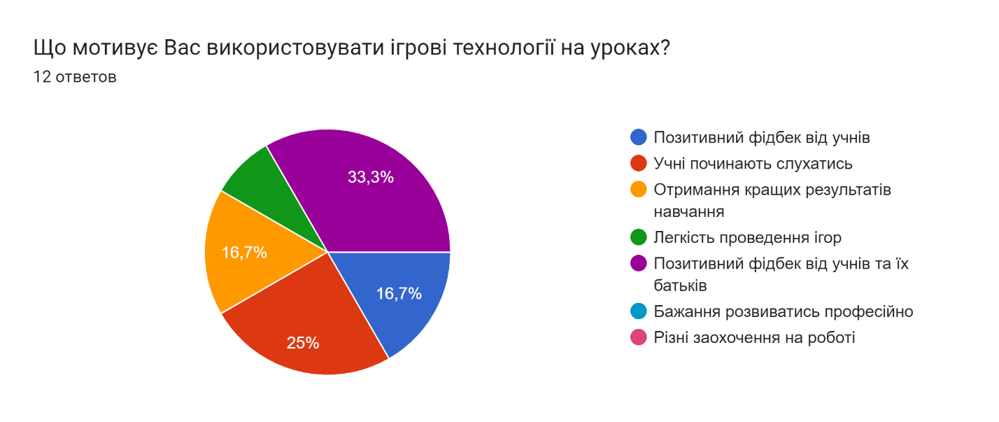 Що мотивує Вас використовувати ігрові технології на уроках?
12 ответов
33,3%
16,7%
16,7%
25%
Позитивний фідбек від учнів
Учні починають слухатись
Отримання кращих результатів
навчання
Легкість проведення ігор
Позитивний фідбек від учнів та їх
батьків
Бажання розвиватись професійно
Різні заохочення на роботі